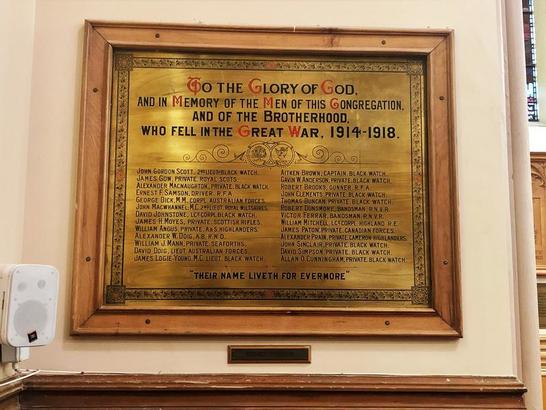 To the Glory of God,
and in Memory of the Men of this Congregation,
and of the Brotherhood,
who fell in the Great War, 1914-1918.
John Gordon Scott, 2nd Lieut. Black Watch.
James Gow, Private, Royal Scots.
Alexander MacNaughton, Private, Black Watch.
Ernest F. Samson, Driver, R.F.A.
George Dick, M.M. Corpl. Australian Forces.
John MacWhannel, M.C. 2nd Lieut. Royal Wiltshires.
David Johnstone, L/Corpl. Black Watch.
James H. Moyes, Private, Scottish Rifles.
William Angus, Private, A.& S. Highlanders.
Alexander W. Doig, A.B. R.N.D.
William J. Mann, Private, Seaforths.
David Doig, Lieut. Australian Forces.
James Logie Young, M.C. Lieut. Black Watch.
Aitken Brown, Captain, Black Watch.
Gavin W. Anderson, Private, Black Watch.
Robert Brooks, Gunner, R.F.A.
John Clements, Private, Black Watch.
Thomas Duncan, Private, Black Watch.
Robert Dunsmore, Bandsman, R.N.V.R.
Victor Ferrar, Bandsman, R.N.V.R.
William Mitchell, L/Corpl. Highland R.E.
James Paton, Private, Canadian Forces.
Alexander Prain, Private, Cameron Highlanders.
John Sinclair, Private, Black Watch.
David Simpson, Private, Black Watch.
Allan O. Cunningham, Private, Black Watch.
"Their name liveth for evermore"
JBL